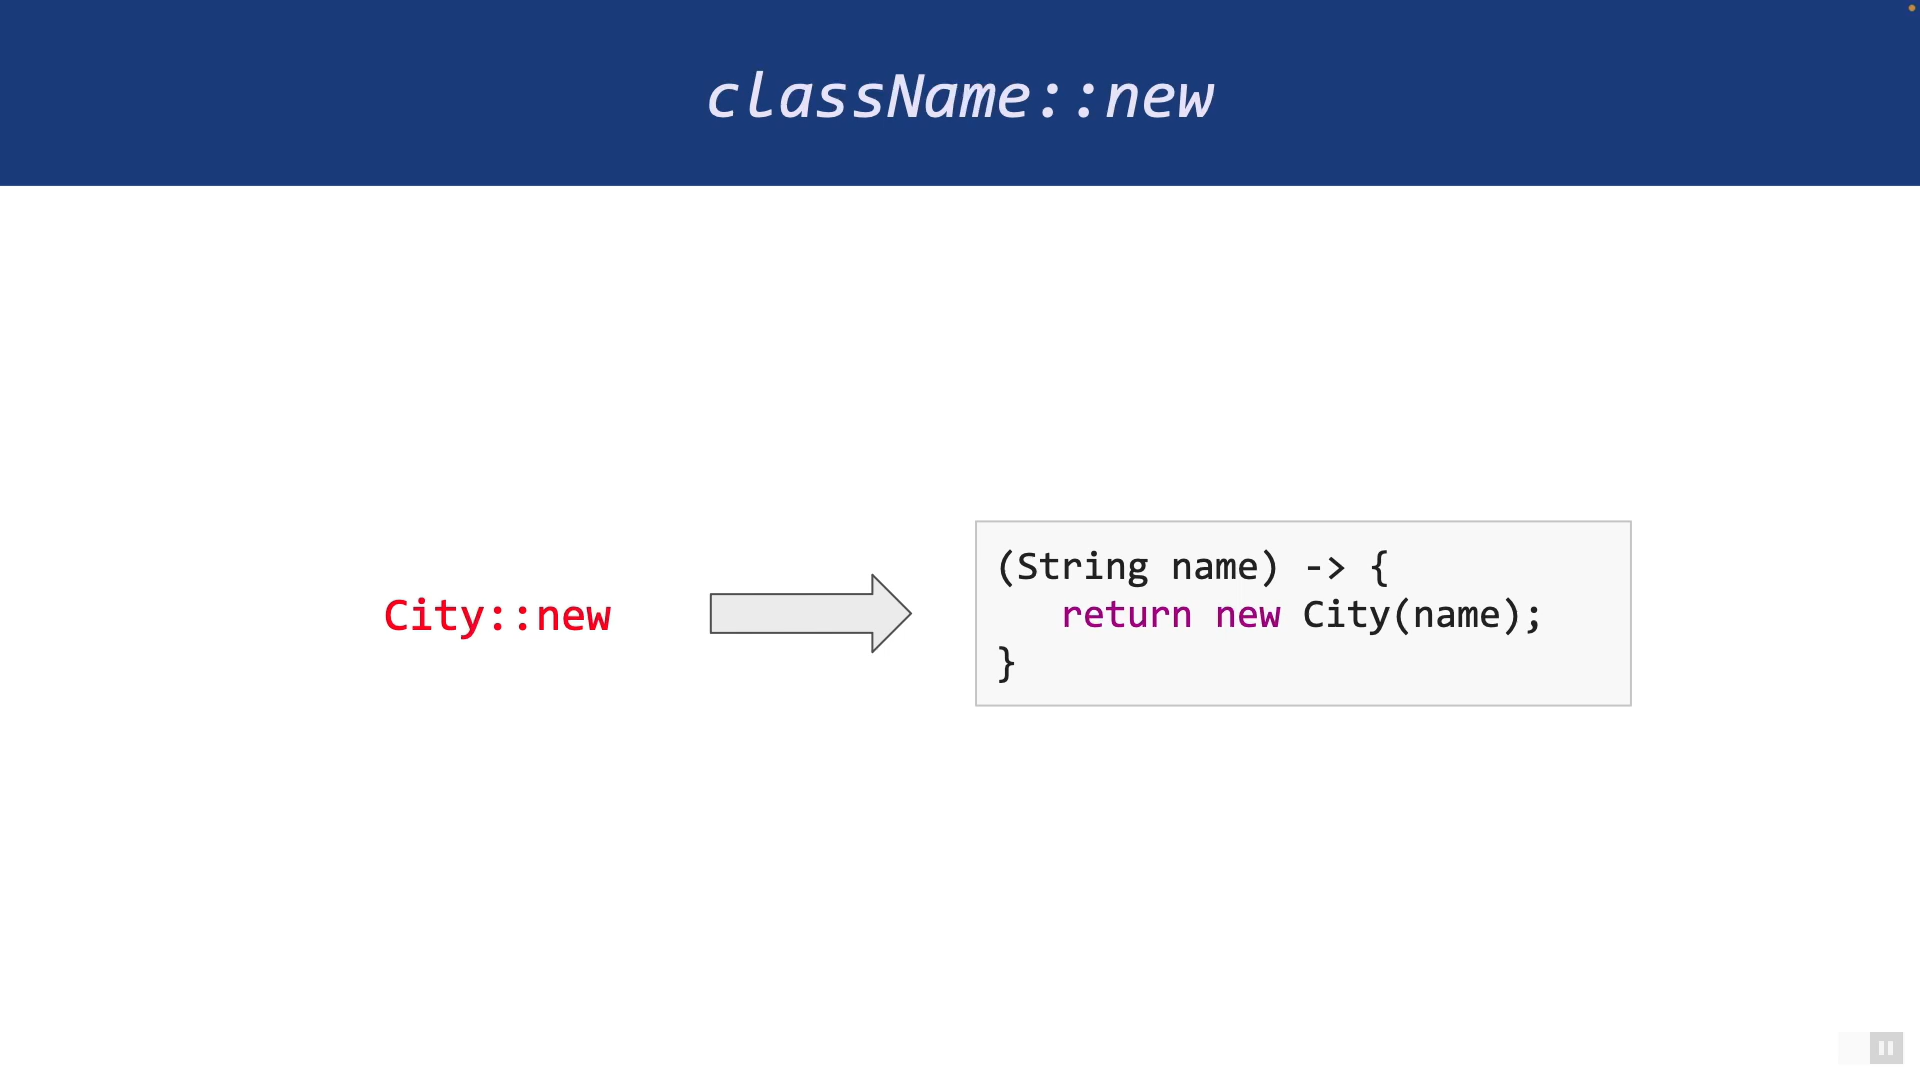 className::new
City::new
(String name) -> {
return new City(name);
}